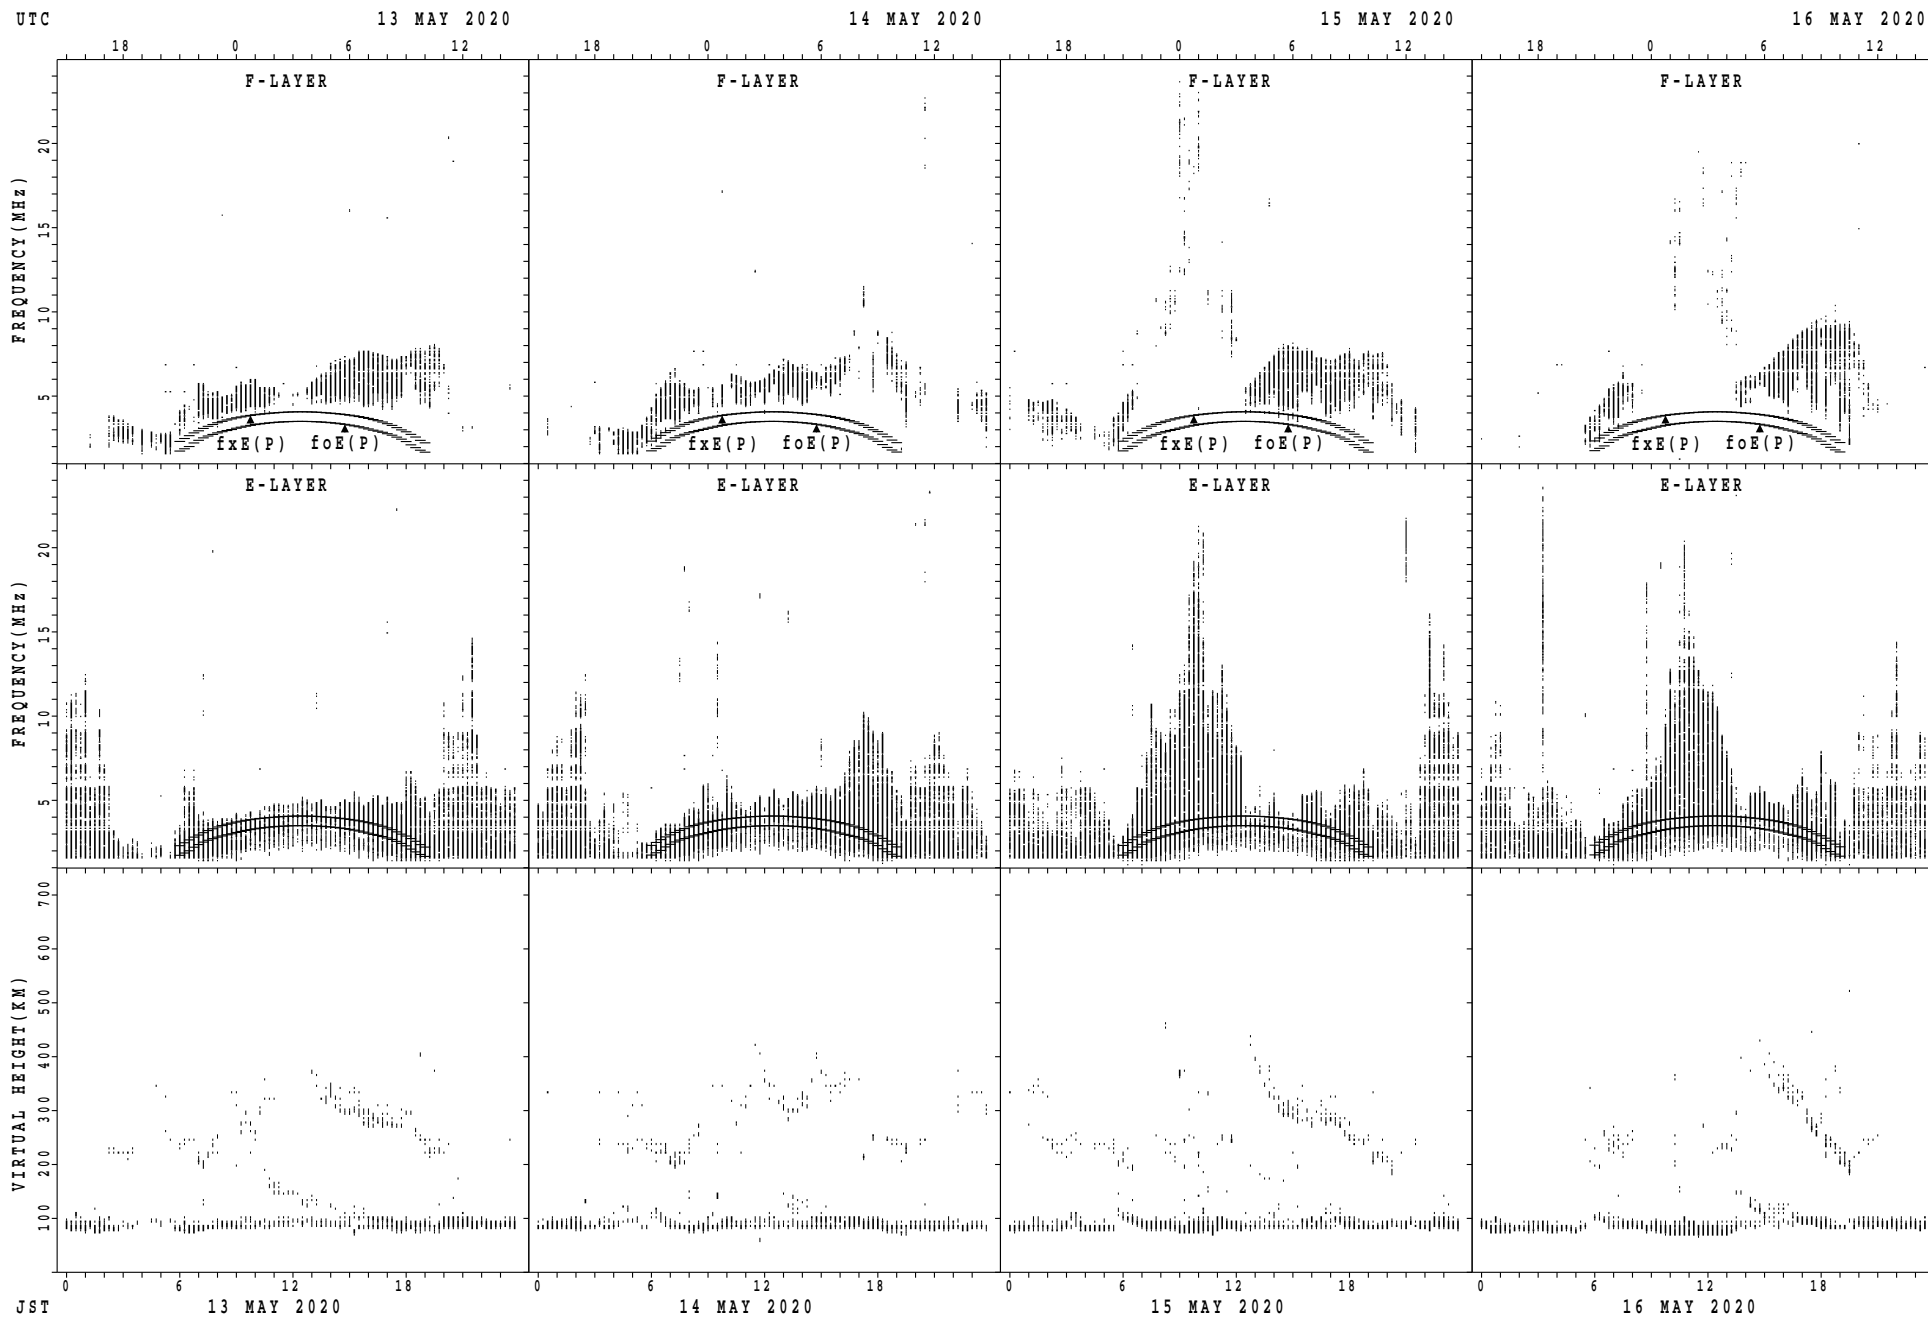 UTC 13 MAY 2020 14 MAY 2020 15 MAY 2020 16 MAY 2020
18 0 6 12 18 0 6 12 18 0 6 12 18 0 6 12
F-LAYER F-LAYER F-LAYER F-LAYER
FREQUENCY(MHz)
20
15
10
5
fxE(P) foE(P) fxE(P) foE(P) fxE(P) foE(P) fxE(P) foE(P)
E-LAYER E-LAYER E-LAYER E-LAYER
FREQUENCY(MHz)
20
15
10
5
VIRTUAL HEIGHT(KM)
700
600
500
400
300
200
100
0 6 12 18 0 6 12 18 0 6 12 18 0 6 12 18
JST 13 MAY 2020 14 MAY 2020 15 MAY 2020 16 MAY 2020